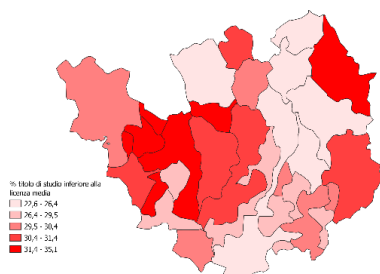 % titolo di studio inferiore alla
licenza media
22,6 - 26,4
26,4 - 29,5
29,5 - 30,4
30,4 - 31,4
31,4 - 35,1